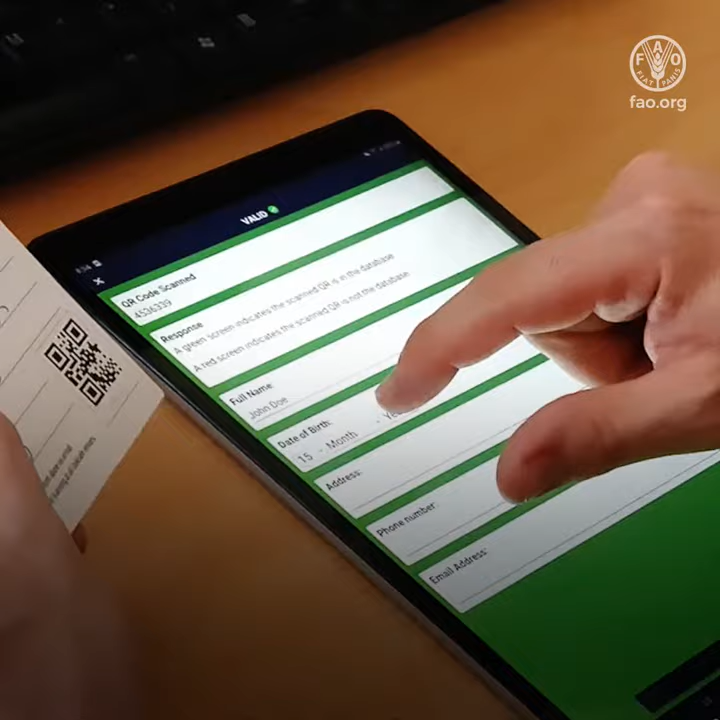 FAO
FIAT PANIS
fao.org
VALID
QR Code Scanned
4536339
Response
A green screen indicates the scanned QR is in the database
A red screen indicates the scanned QR is not the database
Full Name:
John Doe
Date of Birth:
15 - Month - Ye
Address:
Phone number:
Email Address: